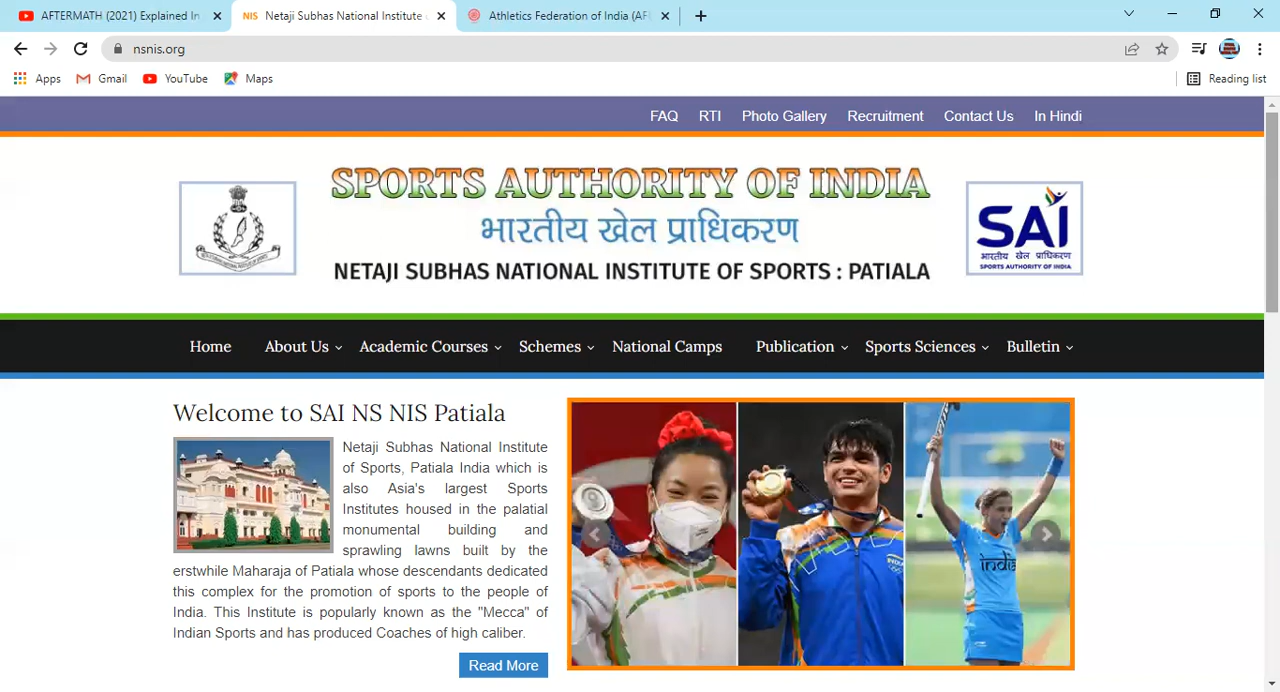 AFTERMATH (2021) Explained In
NIS Netaji Subhas National Institute
Athletics Federation of India (AF
nsnis.org
Apps Gmail YouTube Maps Reading list
FAQ RTI Photo Gallery Recruitment Contact Us In Hindi
SPORTS AUTHORITY OF INDIA
भारतीय खेल प्राधिकरण
NETAJI SUBHAS NATIONAL INSTITUTE OF SPORTS : PATIALA
SAI
भारतीय खेल प्राधिकरण
SPORTS AUTHORITY OF INDIA
Home About Us Academic Courses Schemes National Camps Publication Sports Sciences Bulletin
Welcome to SAI NS NIS Patiala
Netaji Subhas National Institute
of Sports, Patiala India which is
also Asia's largest Sports
Institutes housed in the palatial
monumental building and
sprawling lawns built by the
erstwhile Maharaja of Patiala whose descendants dedicated
this complex for the promotion of sports to the people of
India. This Institute is popularly known as the "Mecca" of
Indian Sports and has produced Coaches of high caliber.
Read More
INDIA
india